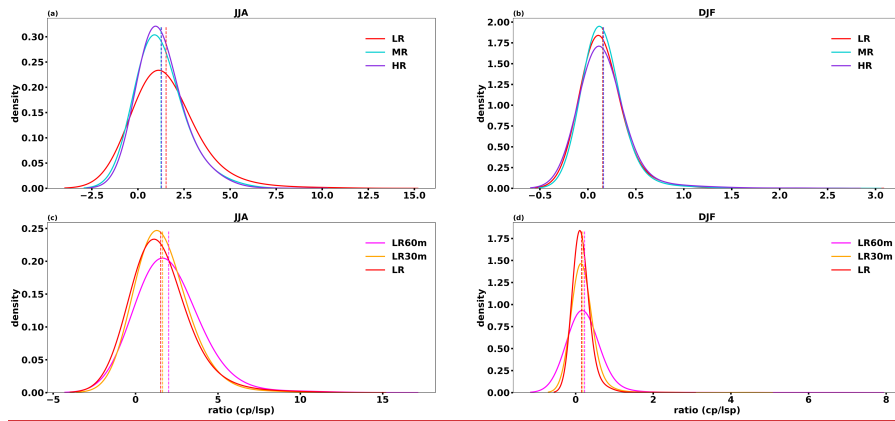 (a) JJA
density
0.30
0.25
0.20
0.15
0.10
0.05
0.00
−2.5 0.0 2.5 5.0 7.5 10.0 12.5 15.0
LR
MR
HR
(b) DJF
density
2.00
1.75
1.50
1.25
1.00
0.75
0.50
0.25
0.00
−0.5 0.0 0.5 1.0 1.5 2.0 2.5 3.0
LR
MR
HR
(c) JJA
density
0.25
0.20
0.15
0.10
0.05
0.00
−5 0 5 10 15
ratio (cp/lsp)
LR60m
LR30m
LR
(d) DJF
density
1.75
1.50
1.25
1.00
0.75
0.50
0.25
0.00
0 2 4 6 8
ratio (cp/lsp)
LR60m
LR30m
LR